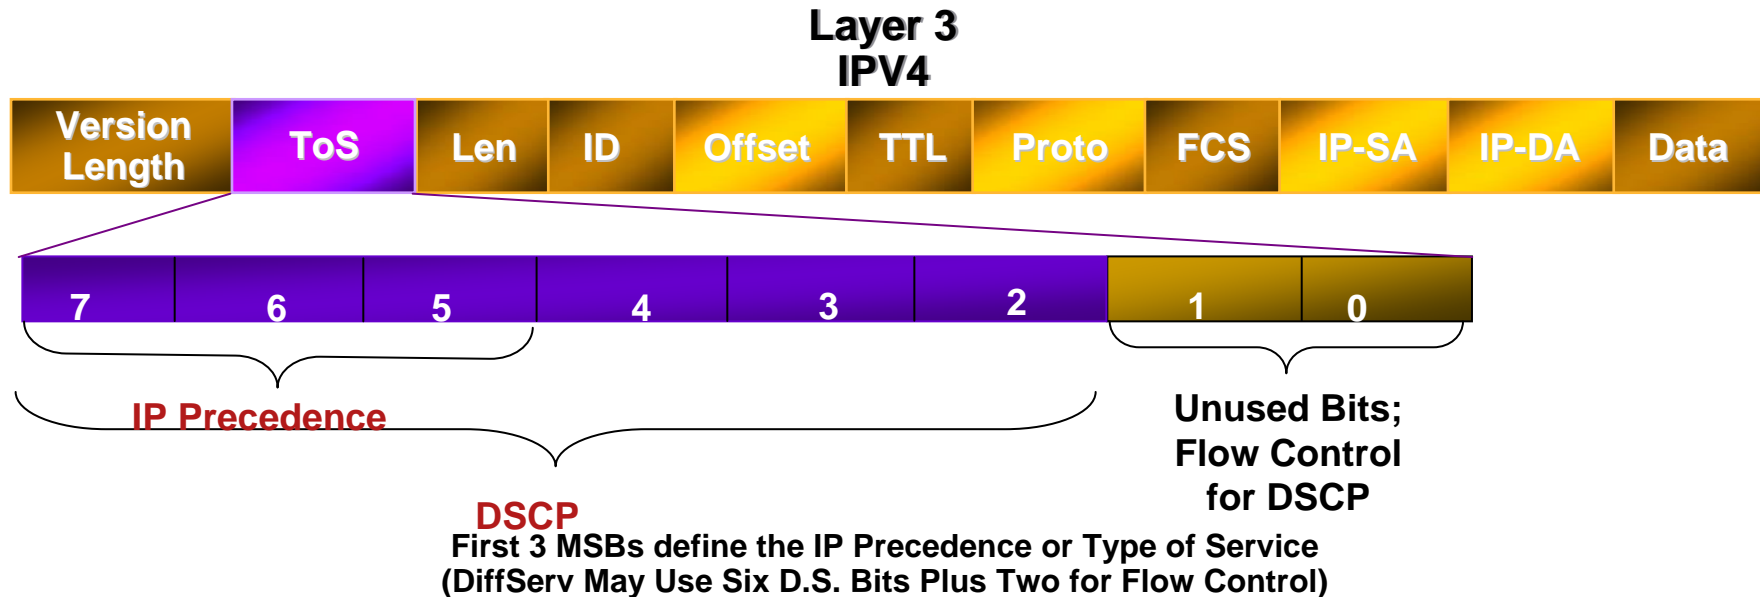 Layer 3
IPV4
Version Length ToS Len ID Offset TTL Proto FCS IP-SA IP-DA Data
7 6 5 4 3 2 1 0
IP Precedence
Unused Bits;
Flow Control
for DSCP
DSCP
First 3 MSBs define the IP Precedence or Type of Service
(DiffServ May Use Six D.S. Bits Plus Two for Flow Control)